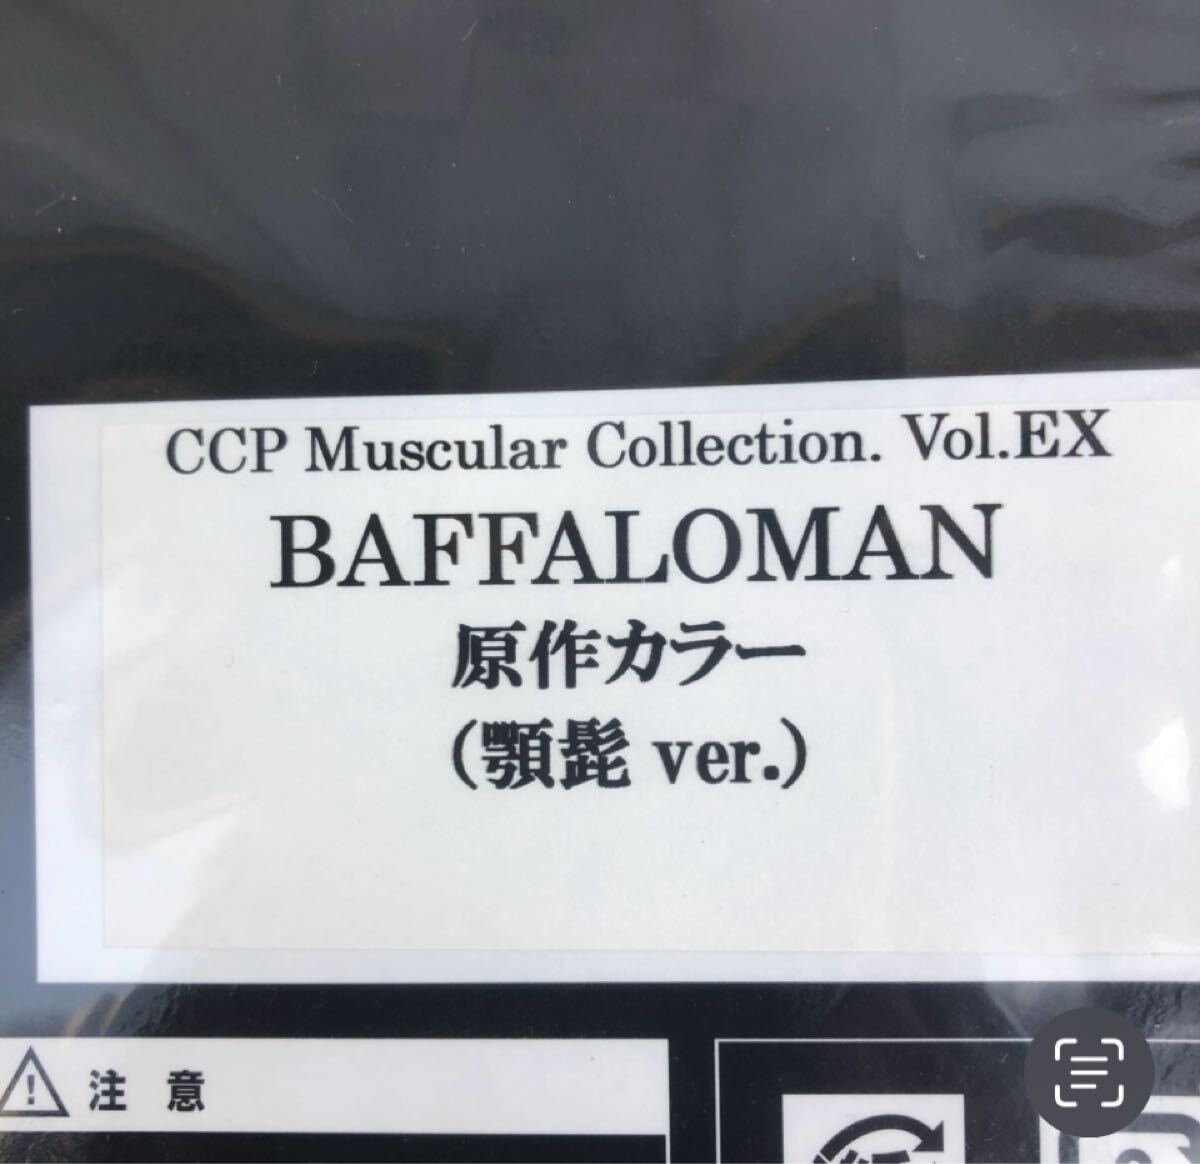 CCP Muscular Collection. Vol.EX
BAFFALOMAN
原作カラー
(顎髭 ver.)
注 意